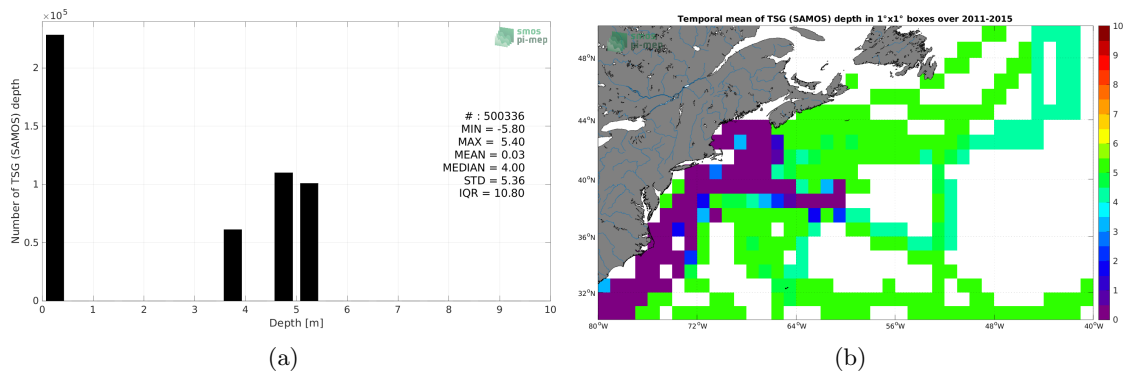 ×10⁵
2
1.5
1
0.5
0
Number of TSG (SAMOS) depth
smos
pi-mep
# : 500336
MIN = -5.80
MAX = 5.40
MEAN = 0.03
MEDIAN = 4.00
STD = 5.36
IQR = 10.80
0 1 2 3 4 5 6 7 8 9 10
Depth [m]
(a)
Temporal mean of TSG (SAMOS) depth in 1°x1° boxes over 2011-2015
smos
pi-mep
48°N
44°N
40°N
36°N
32°N
80°W 72°W 64°W 56°W 48°W 40°W
10
9
8
7
6
5
4
3
2
1
0
(b)